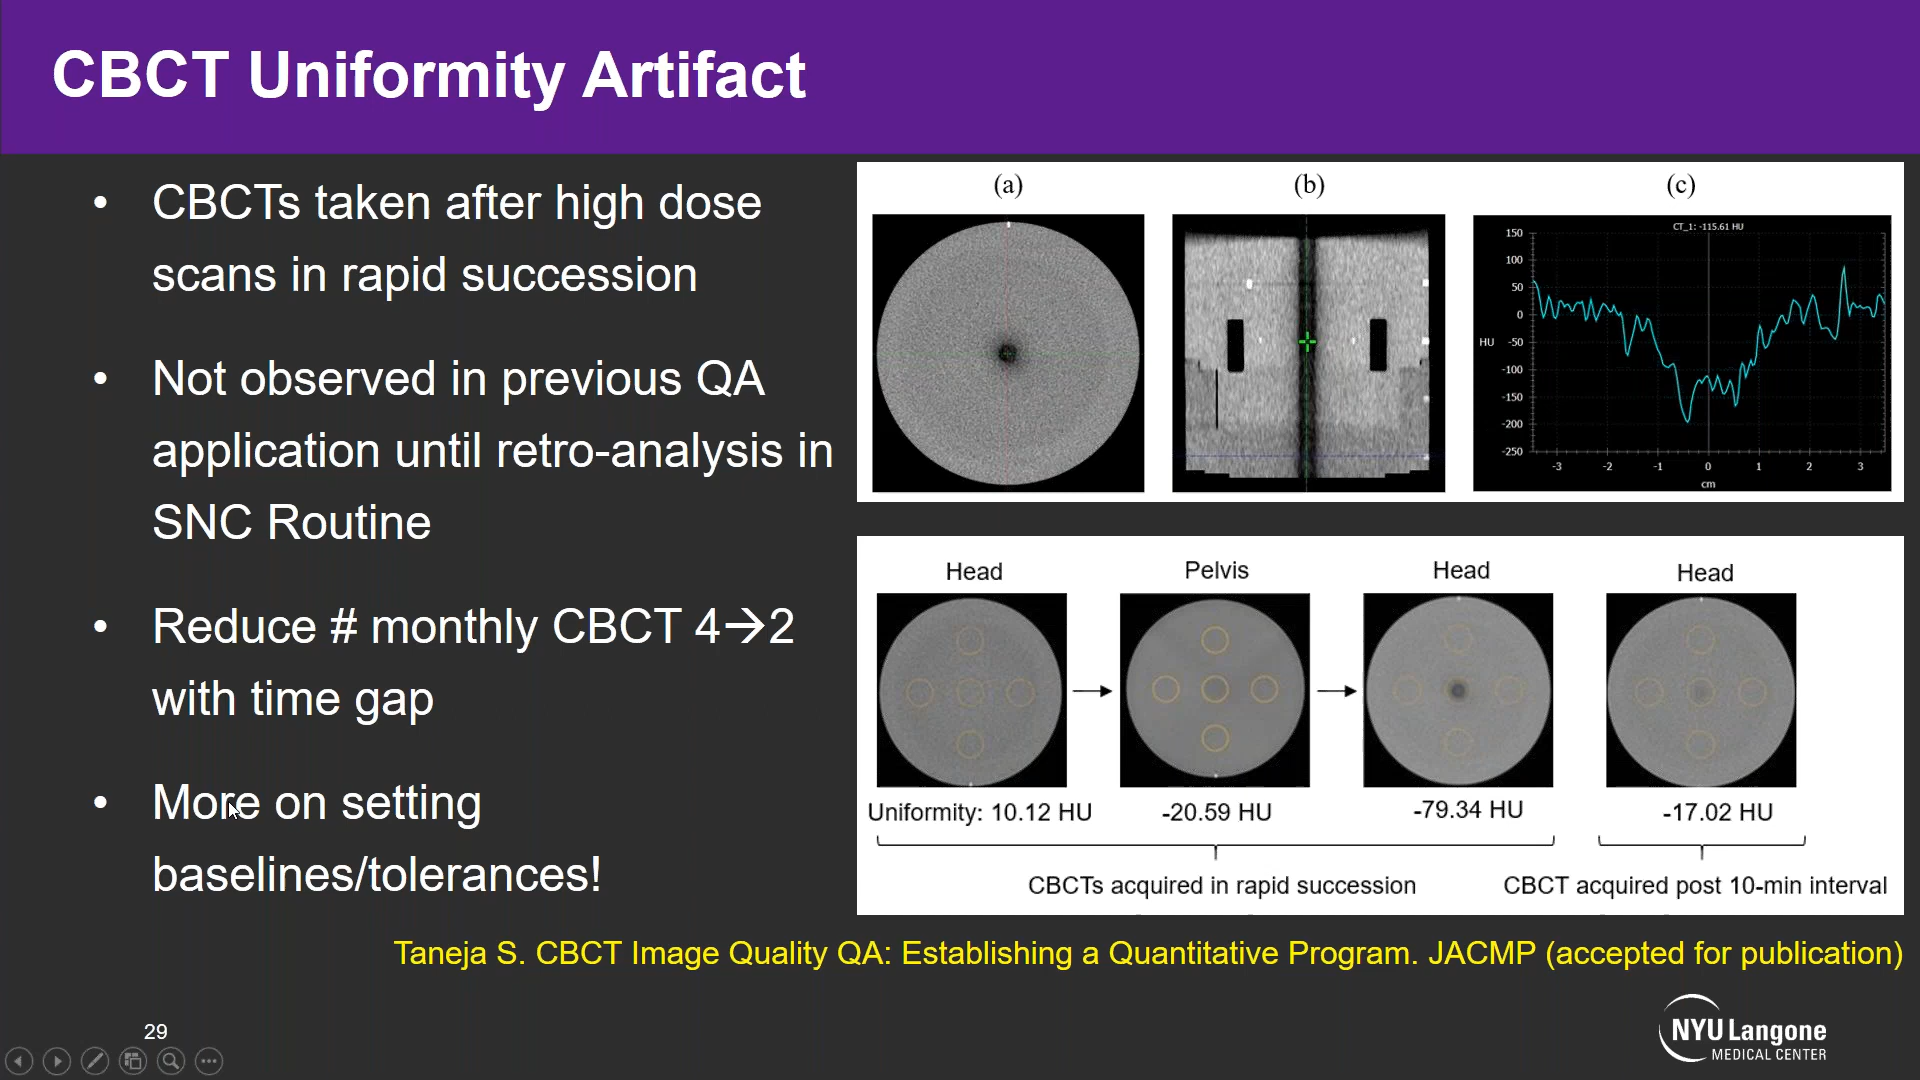 CBCT Uniformity Artifact
• CBCTs taken after high dose
scans in rapid succession
• Not observed in previous QA
application until retro-analysis in
SNC Routine
• Reduce # monthly CBCT 4→2
with time gap
• More on setting
baselines/tolerances!
(a) (b) (c)
CT_1: -115.61 HU
150
100
50
0
HU -50
-100
-150
-200
-250
-3 -2 -1 0 1 2 3
cm
Head Pelvis Head Head
Uniformity: 10.12 HU -20.59 HU -79.34 HU -17.02 HU
CBCTs acquired in rapid succession CBCT acquired post 10-min interval
Taneja S. CBCT Image Quality QA: Establishing a Quantitative Program. JACMP (accepted for publication)
29
NYU Langone
MEDICAL CENTER